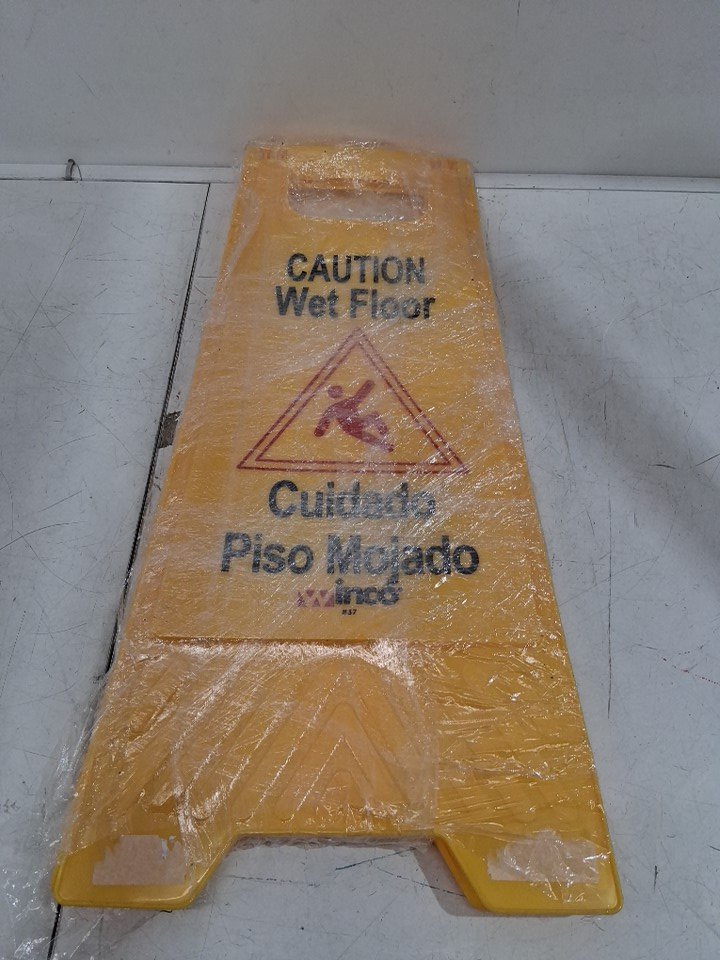 CAUTION
Wet Floor
Cuidado
Piso Mojado
Winco
#37